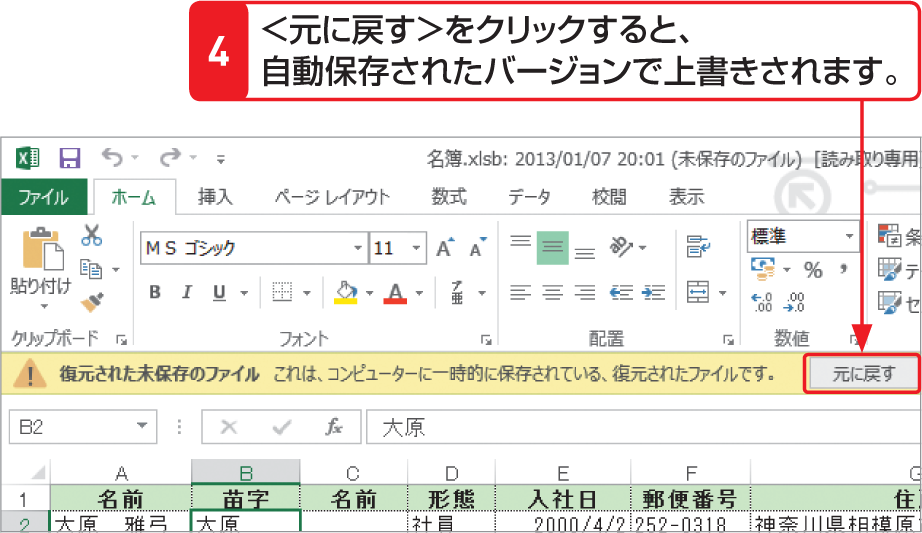 4
＜元に戻す＞をクリックすると、
自動保存されたバージョンで上書きされます。
名簿.xlsb: 2013/01/07 20:01 (未保存のファイル) [読み取り専用
ファイル ホーム 挿入 ページ レイアウト 数式 データ 校閲 表示
ＭＳ ゴシック 11 A A 標準 条
貼り付け B I U A 亜 % , テ
.0 .00 .00 .0 セ
クリップボード フォント 配置 数値
! 復元された未保存のファイル これは、コンピューターに一時的に保存されている、復元されたファイルです。 元に戻す
B2 fx 大原
A B C D E F G
1 名前 苗字 名前 形態 入社日 郵便番号 住
2 大原 雅弓 大原 社員 2000/4/2 252-0318 神奈川県相模原